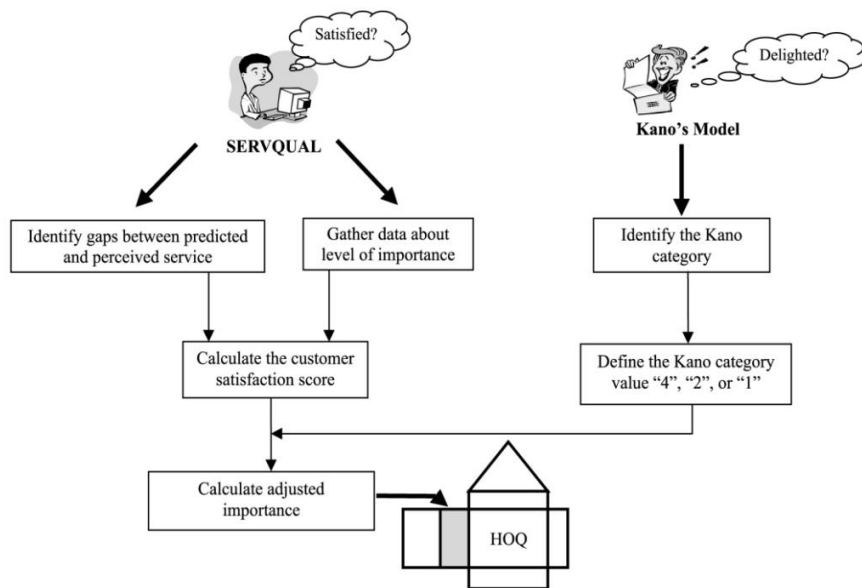 Satisfied?
Delighted?
SERVQUAL
Kano’s Model
Identify gaps between predicted
and perceived service
Gather data about
level of importance
Identify the Kano
category
Calculate the customer
satisfaction score
Define the Kano category
value “4”, “2”, or “1”
Calculate adjusted
importance
HOQ